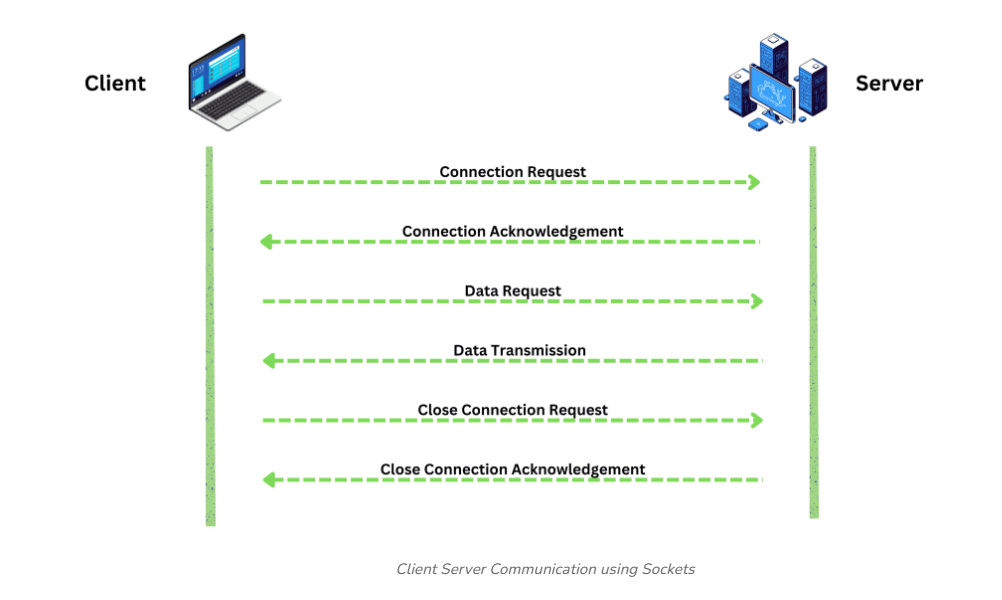 Client
Server
Connection Request
Connection Acknowledgement
Data Request
Data Transmission
Close Connection Request
Close Connection Acknowledgement
Client Server Communication using Sockets